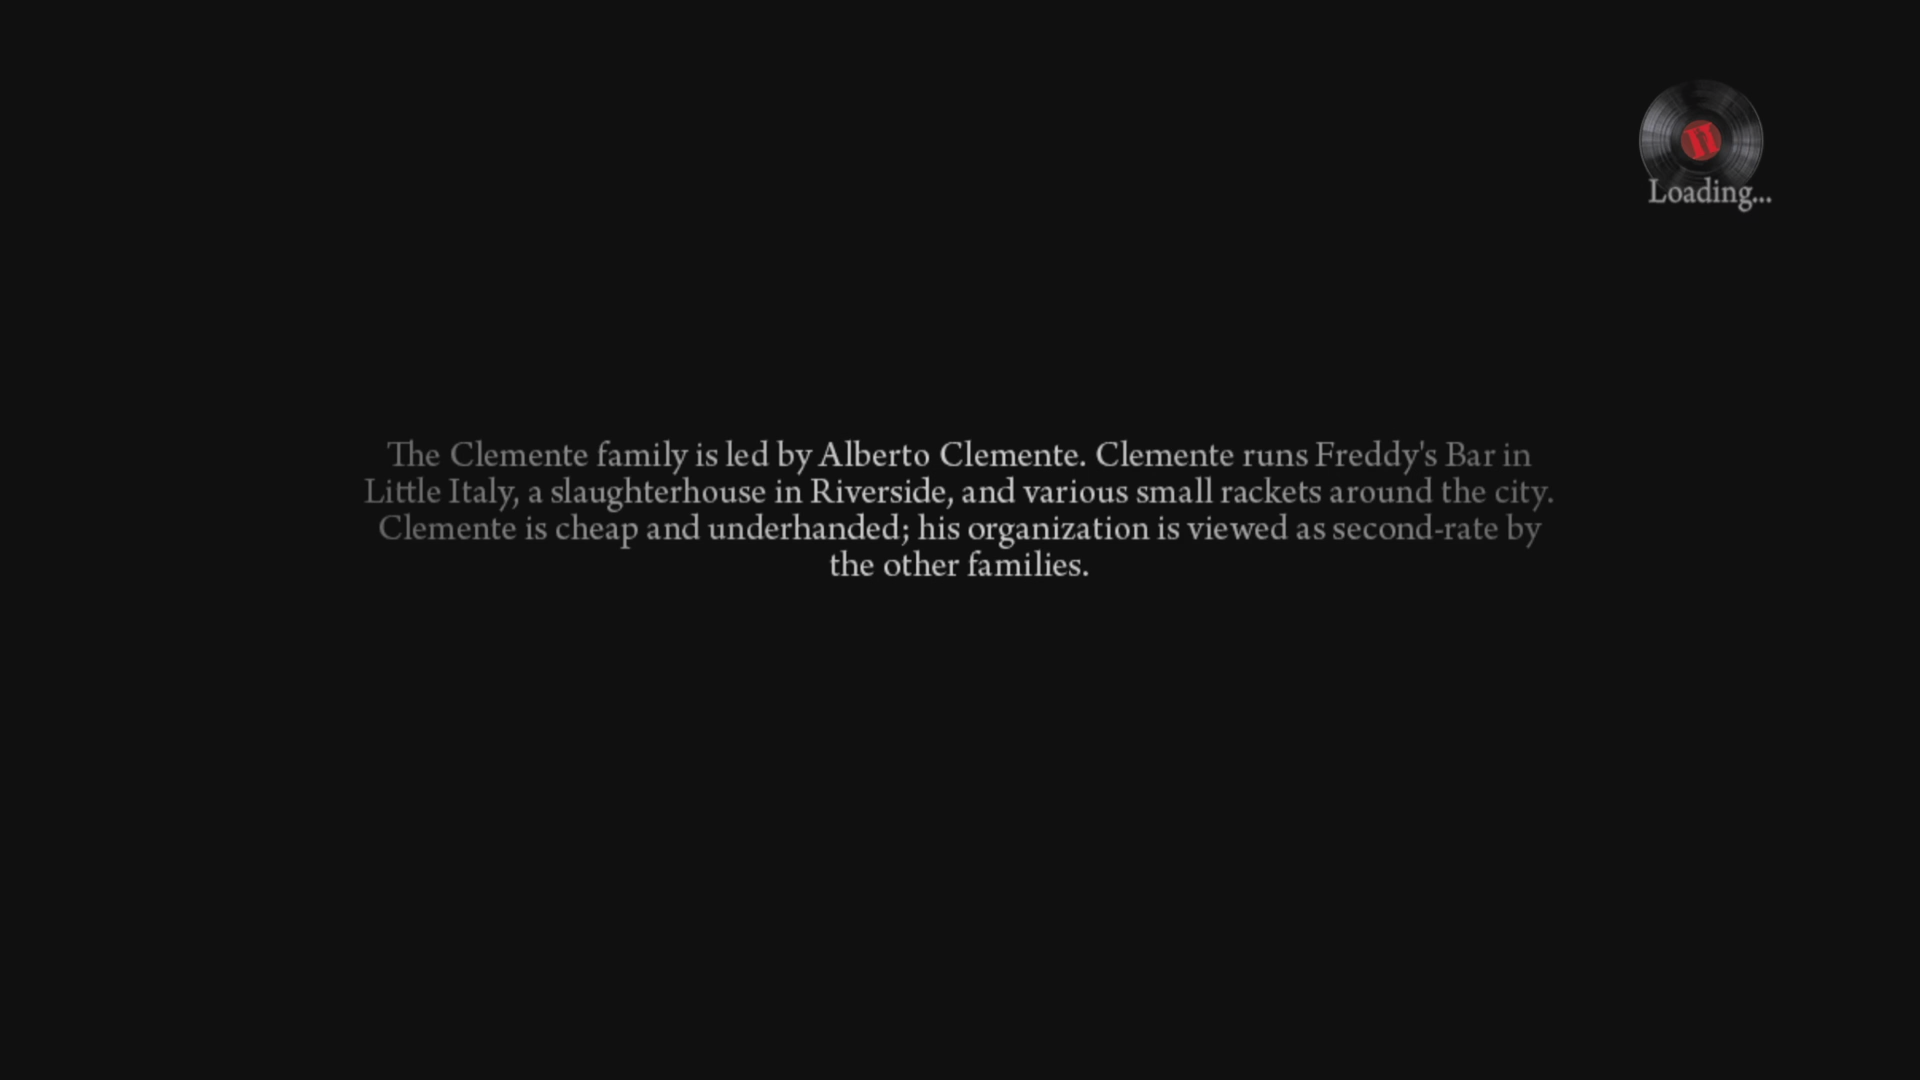 Loading...
The Clemente family is led by Alberto Clemente. Clemente runs Freddy's Bar in
Little Italy, a slaughterhouse in Riverside, and various small rackets around the city.
Clemente is cheap and underhanded; his organization is viewed as second-rate by
the other families.